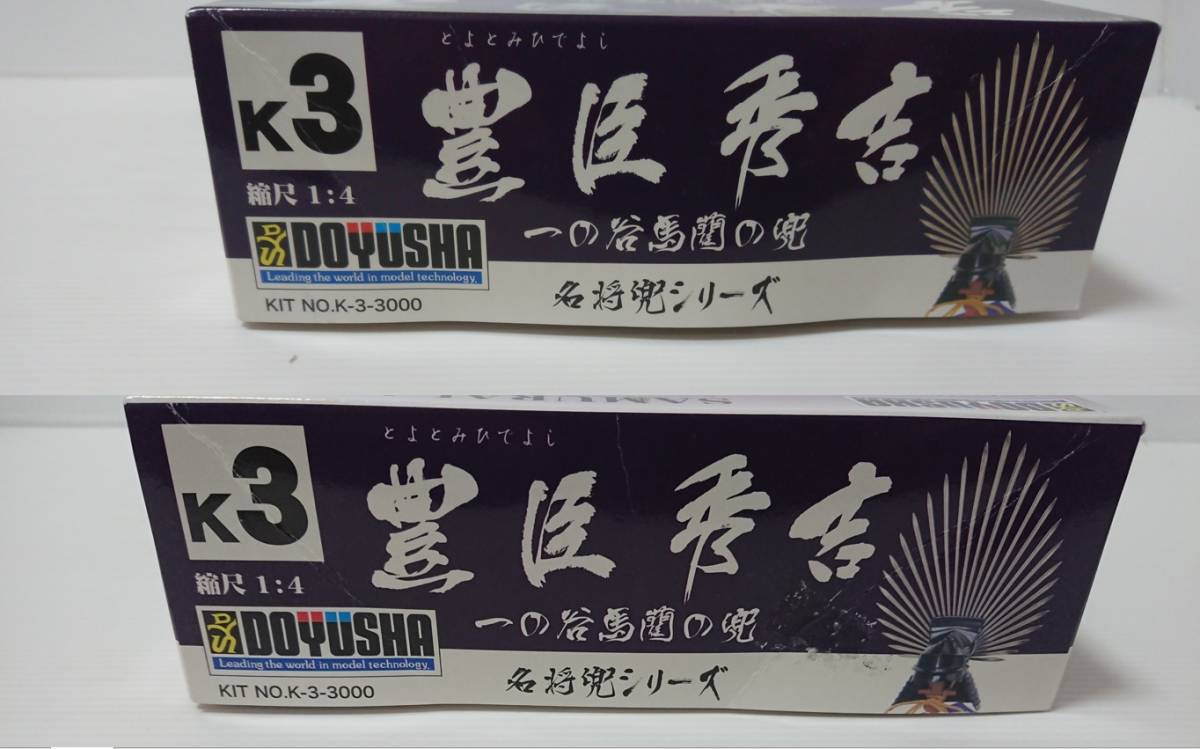 K3
とよとみひでよし
豊臣秀吉
縮尺 1:4
一の谷馬藺の兜
DOYUSHA
Leading the world in model technology.
名将兜シリーズ
KIT NO.K-3-3000
SAMURAI
K3
とよとみひでよし
豊臣秀吉
縮尺 1:4
一の谷馬藺の兜
DOYUSHA
Leading the world in model technology.
名将兜シリーズ
KIT NO.K-3-3000